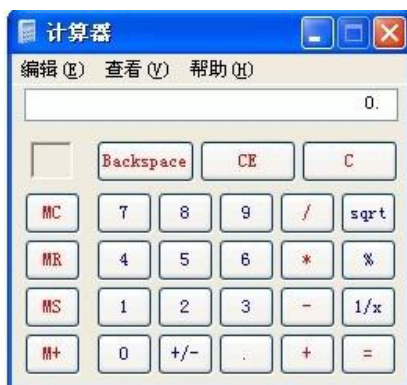 计算器
编辑(E) 查看(V) 帮助(H)
0.
Backspace CE C
MC 7 8 9 / sqrt
MR 4 5 6 * %
MS 1 2 3 - 1/x
M+ 0 +/- . + =